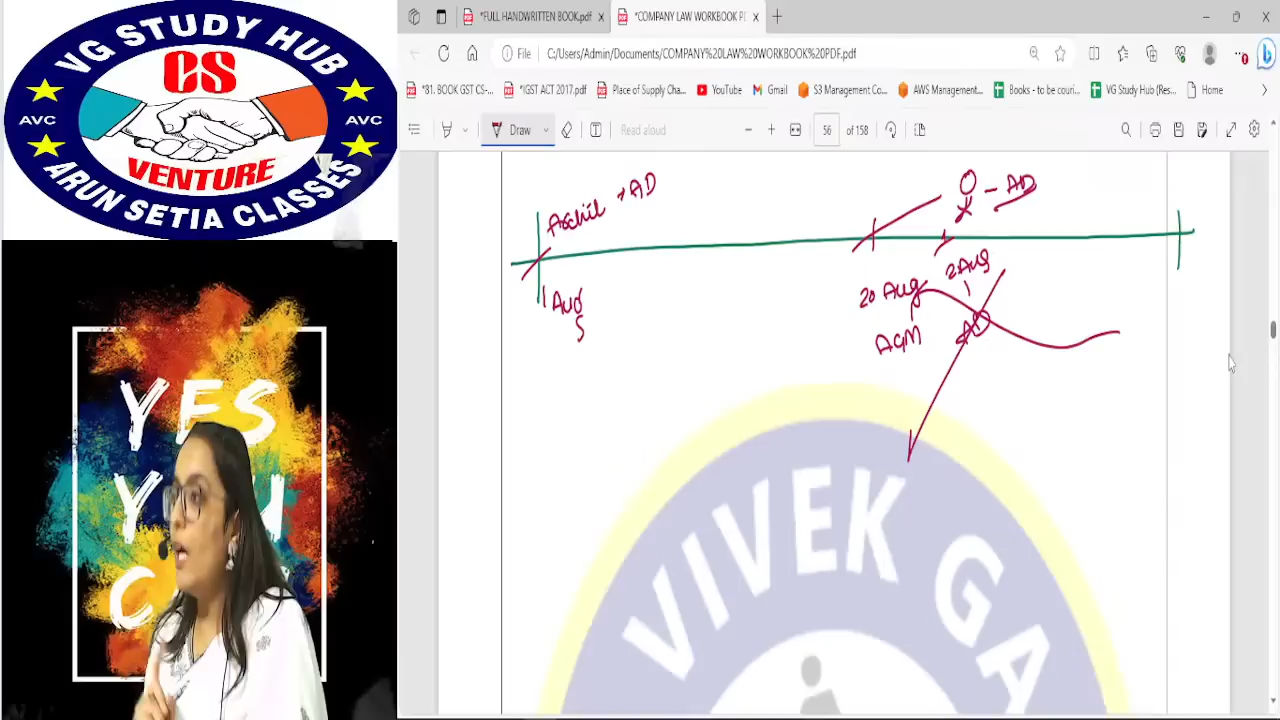 VG STUDY HUB
CS
AVC
AVC
VENTURE
ARUN SETIA CLASSES
YES
Y
U
C
*FULL HANDWRITTEN BOOK.pdf
*COMPANY LAW WORKBOOK PD
File
C:/Users/Admin/Documents/COMPANY%20LAW%20WORKBOOK%20PDF.pdf
*81. BOOK GST CS-...
*IGST ACT 2017.pdf
Place of Supply Cha...
YouTube
Gmail
S3 Management Co...
AWS Management...
Books - to be couri...
VG Study Hub (Res...
Home
Draw
Read aloud
56
of 158
AD
- AD
1 Aug
20 Aug
2 Aug
AGM
AD
VIVEK GA